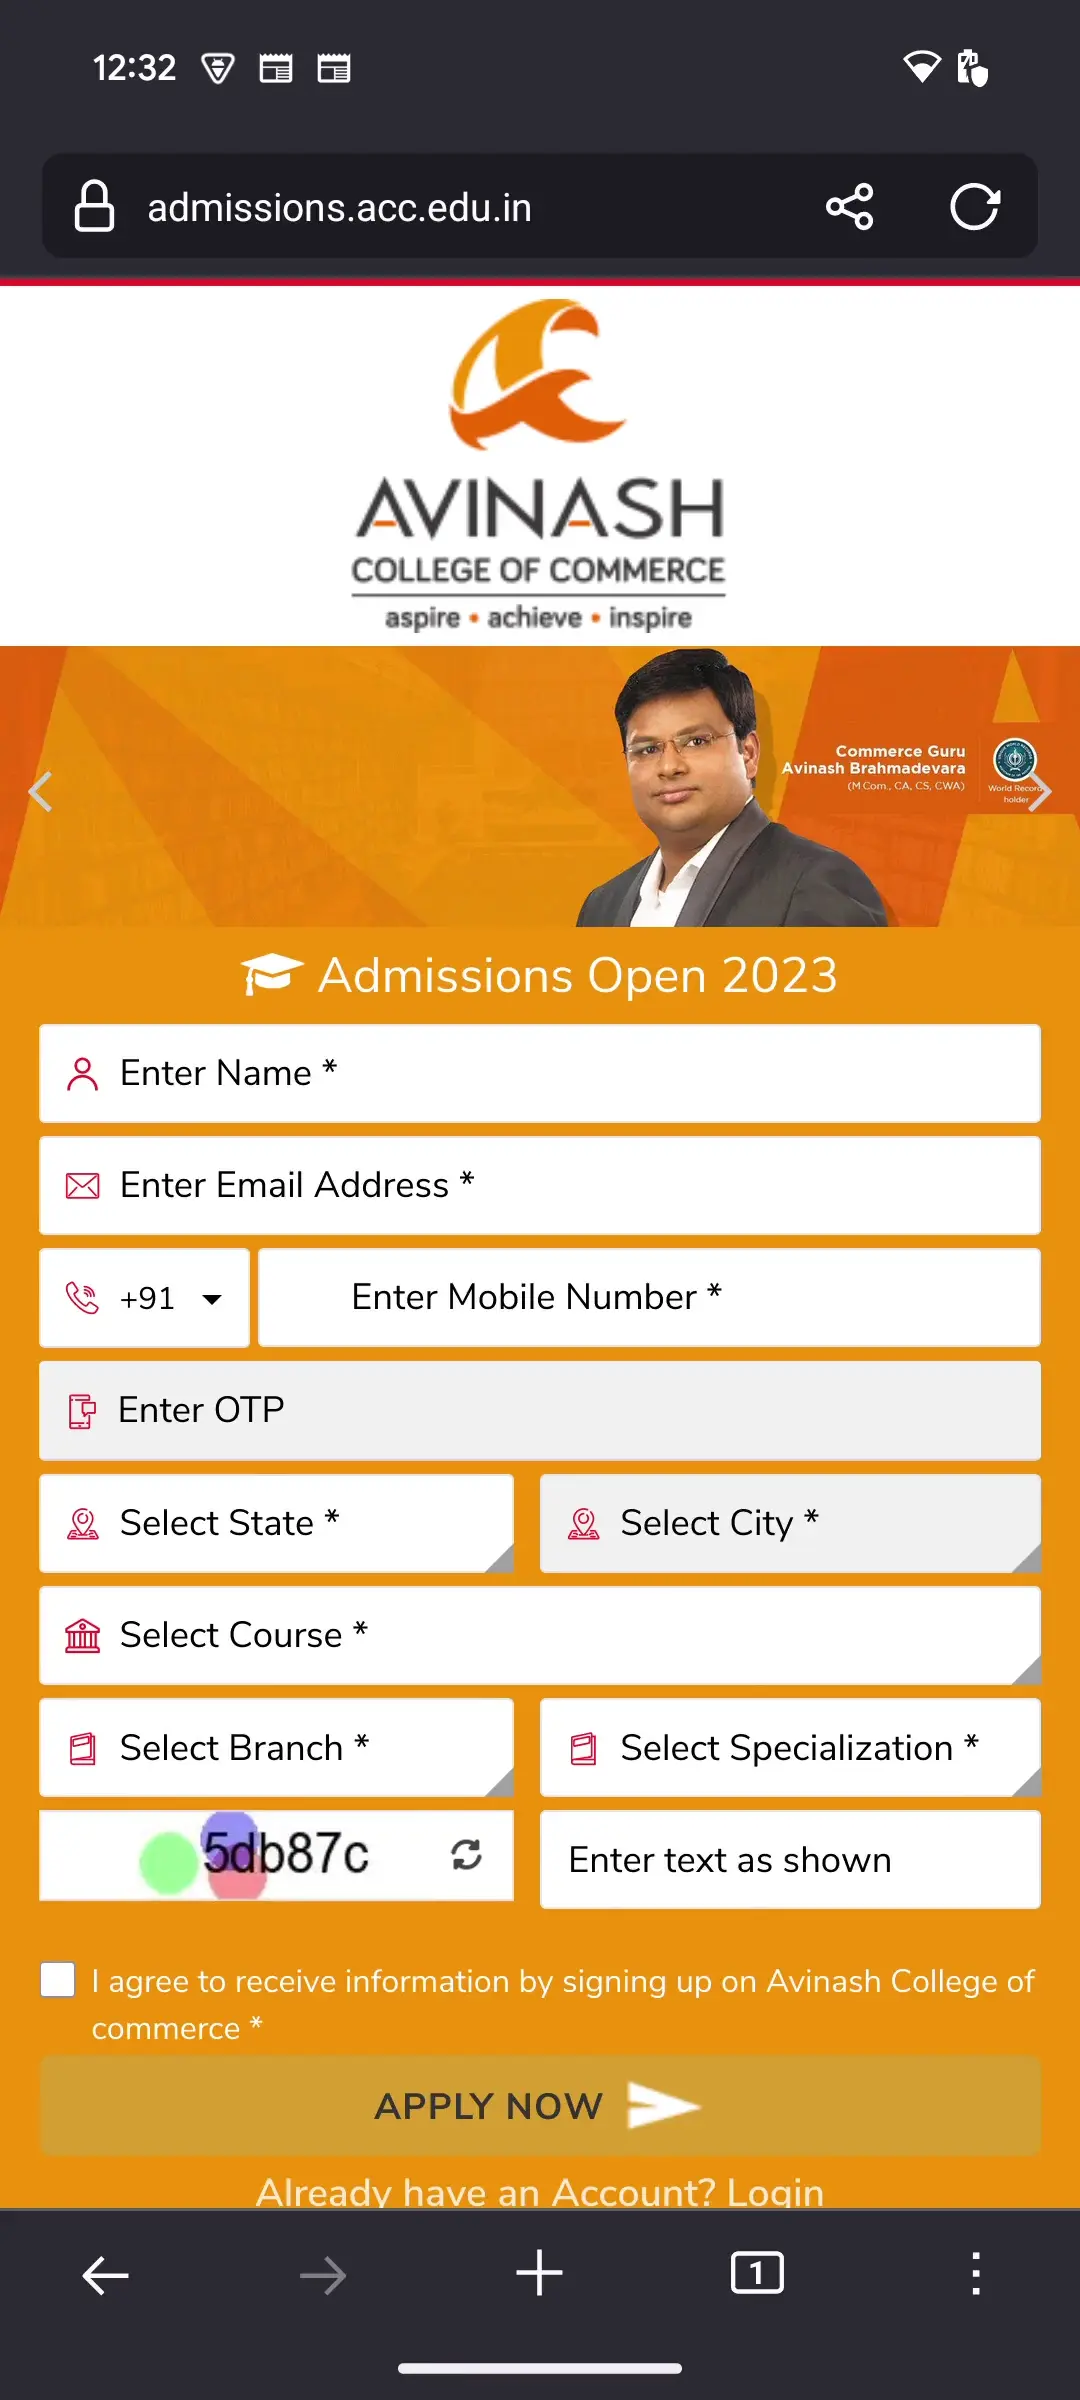 12:32
admissions.acc.edu.in
AVINASH
COLLEGE OF COMMERCE
aspire • achieve • inspire
Commerce Guru
Avinash Brahmadevara
(M Com., CA, CS, CWA)
World Record
holder
Admissions Open 2023
Enter Name *
Enter Email Address *
+91
Enter Mobile Number *
Enter OTP
Select State *
Select City *
Select Course *
Select Branch *
Select Specialization *
5db87c
Enter text as shown
I agree to receive information by signing up on Avinash College of
commerce *
APPLY NOW
Already have an Account? Login
1